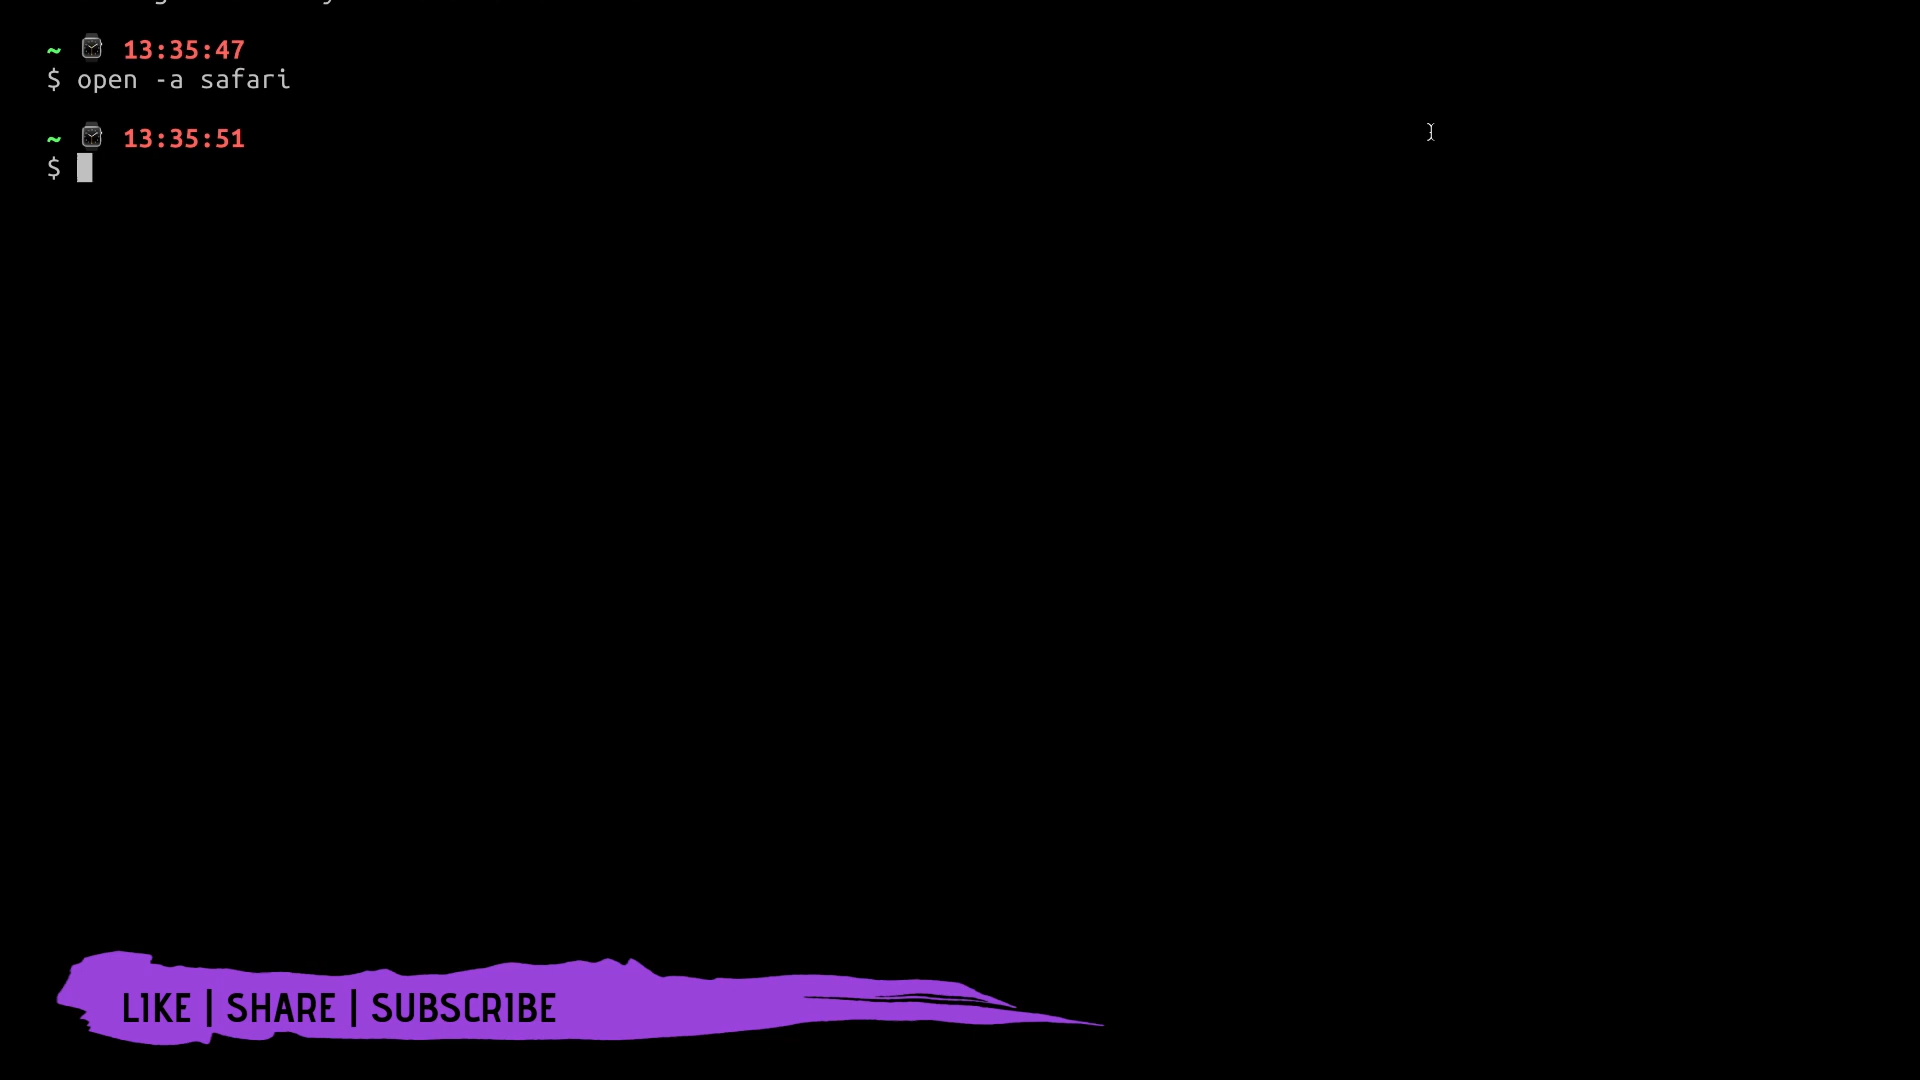 ~ ⌚ 13:35:47
$ open -a safari
~ ⌚ 13:35:51
$
LIKE | SHARE | SUBSCRIBE